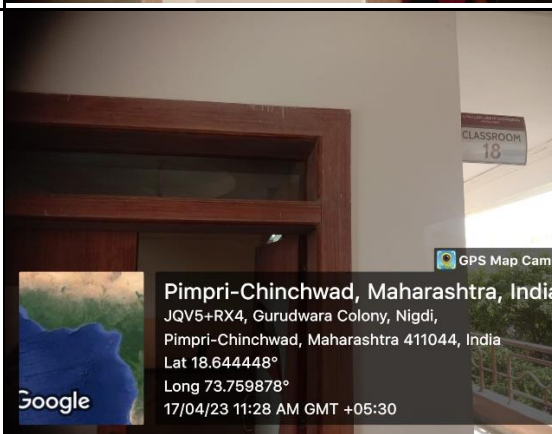 CLASSROOM
18
GPS Map Cam
Pimpri-Chinchwad, Maharashtra, India
JQV5+RX4, Gurudwara Colony, Nigdi,
Pimpri-Chinchwad, Maharashtra 411044, India
Lat 18.644448°
Long 73.759878°
17/04/23 11:28 AM GMT +05:30
Google